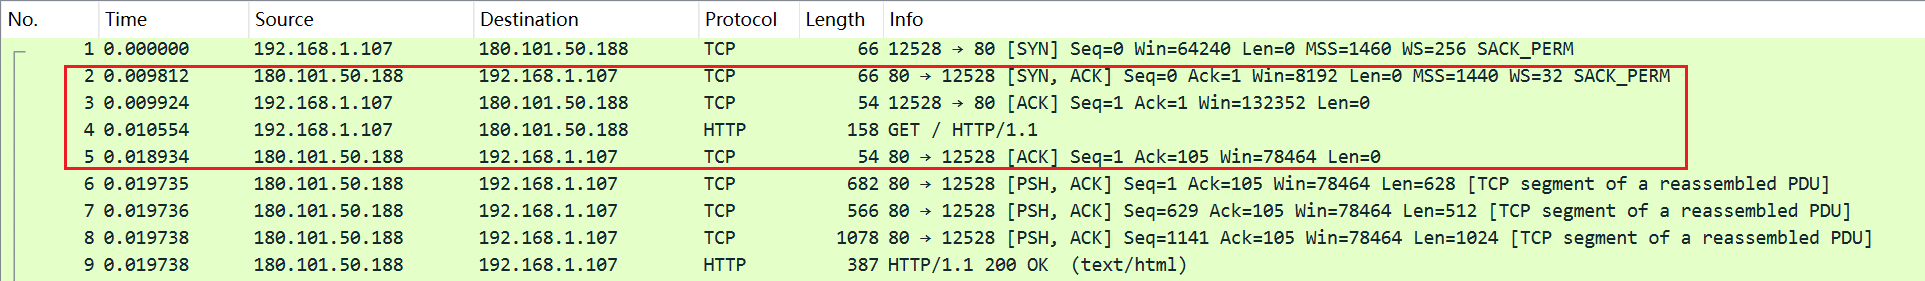 No. Time Source Destination Protocol Length Info
1 0.000000 192.168.1.107 180.101.50.188 TCP 66 12528 → 80 [SYN] Seq=0 Win=64240 Len=0 MSS=1460 WS=256 SACK_PERM
2 0.009812 180.101.50.188 192.168.1.107 TCP 66 80 → 12528 [SYN, ACK] Seq=0 Ack=1 Win=8192 Len=0 MSS=1440 WS=32 SACK_PERM
3 0.009924 192.168.1.107 180.101.50.188 TCP 54 12528 → 80 [ACK] Seq=1 Ack=1 Win=132352 Len=0
4 0.010554 192.168.1.107 180.101.50.188 HTTP 158 GET / HTTP/1.1
5 0.018934 180.101.50.188 192.168.1.107 TCP 54 80 → 12528 [ACK] Seq=1 Ack=105 Win=78464 Len=0
6 0.019735 180.101.50.188 192.168.1.107 TCP 682 80 → 12528 [PSH, ACK] Seq=1 Ack=105 Win=78464 Len=628 [TCP segment of a reassembled PDU]
7 0.019736 180.101.50.188 192.168.1.107 TCP 566 80 → 12528 [PSH, ACK] Seq=629 Ack=105 Win=78464 Len=512 [TCP segment of a reassembled PDU]
8 0.019738 180.101.50.188 192.168.1.107 TCP 1078 80 → 12528 [PSH, ACK] Seq=1141 Ack=105 Win=78464 Len=1024 [TCP segment of a reassembled PDU]
9 0.019738 180.101.50.188 192.168.1.107 HTTP 387 HTTP/1.1 200 OK (text/html)